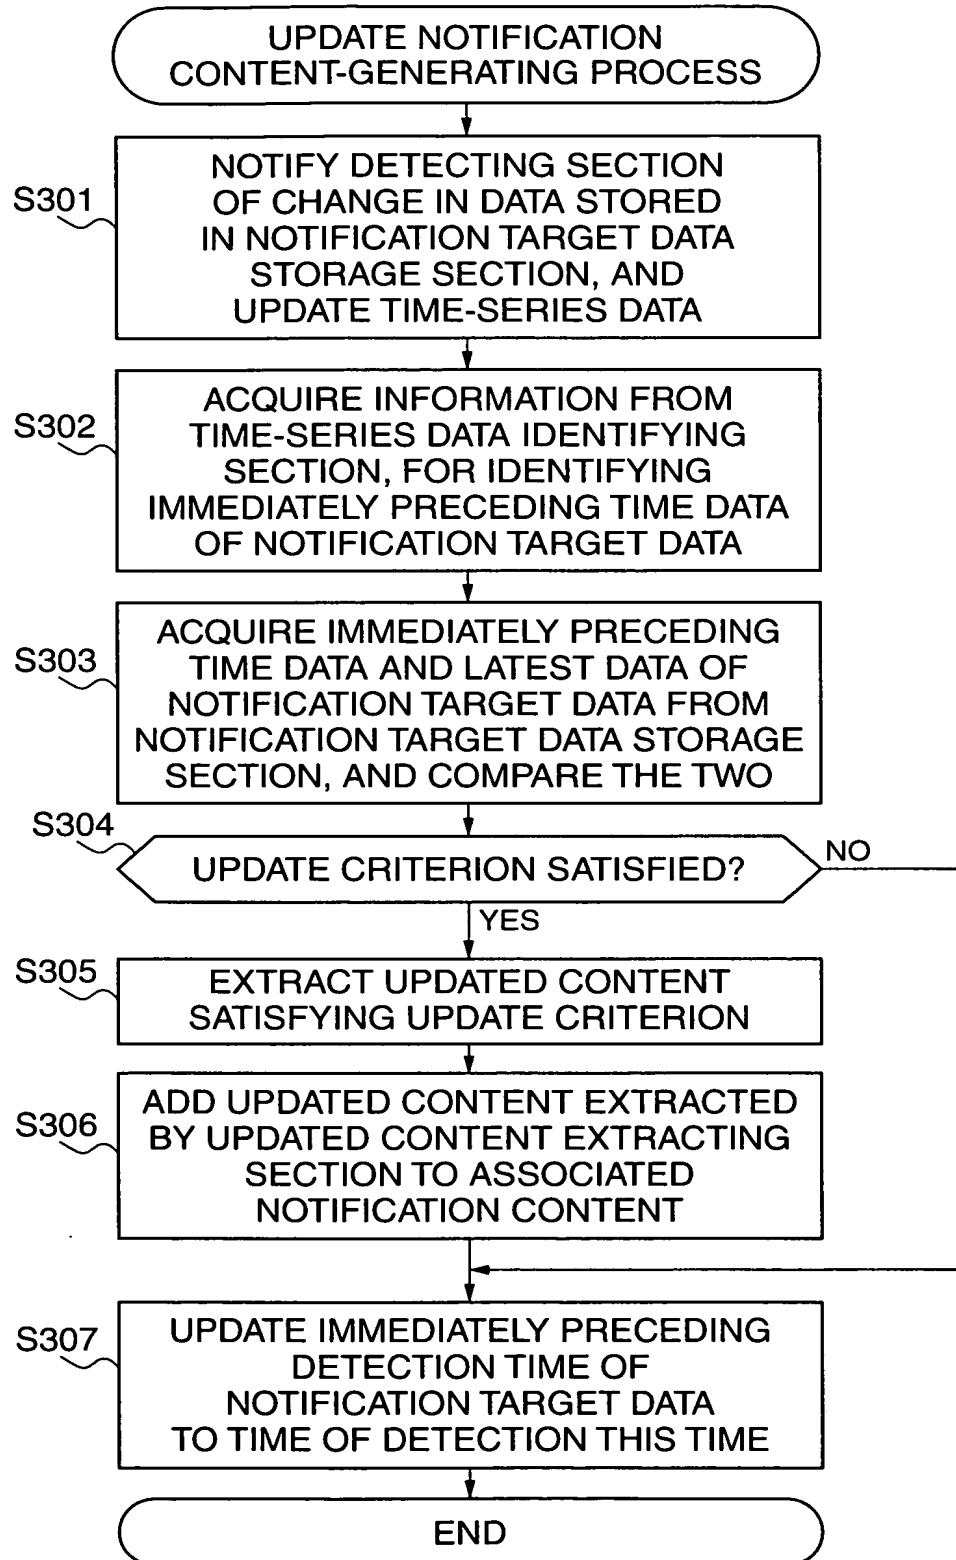 UPDATE NOTIFICATION
CONTENT-GENERATING PROCESS
S301
NOTIFY DETECTING SECTION
OF CHANGE IN DATA STORED
IN NOTIFICATION TARGET DATA
STORAGE SECTION, AND
UPDATE TIME-SERIES DATA
S302
ACQUIRE INFORMATION FROM
TIME-SERIES DATA IDENTIFYING
SECTION, FOR IDENTIFYING
IMMEDIATELY PRECEDING TIME DATA
OF NOTIFICATION TARGET DATA
S303
ACQUIRE IMMEDIATELY PRECEDING
TIME DATA AND LATEST DATA OF
NOTIFICATION TARGET DATA FROM
NOTIFICATION TARGET DATA STORAGE
SECTION, AND COMPARE THE TWO
S304
UPDATE CRITERION SATISFIED?
NO
YES
S305
EXTRACT UPDATED CONTENT
SATISFYING UPDATE CRITERION
S306
ADD UPDATED CONTENT EXTRACTED
BY UPDATED CONTENT EXTRACTING
SECTION TO ASSOCIATED
NOTIFICATION CONTENT
S307
UPDATE IMMEDIATELY PRECEDING
DETECTION TIME OF
NOTIFICATION TARGET DATA
TO TIME OF DETECTION THIS TIME
END